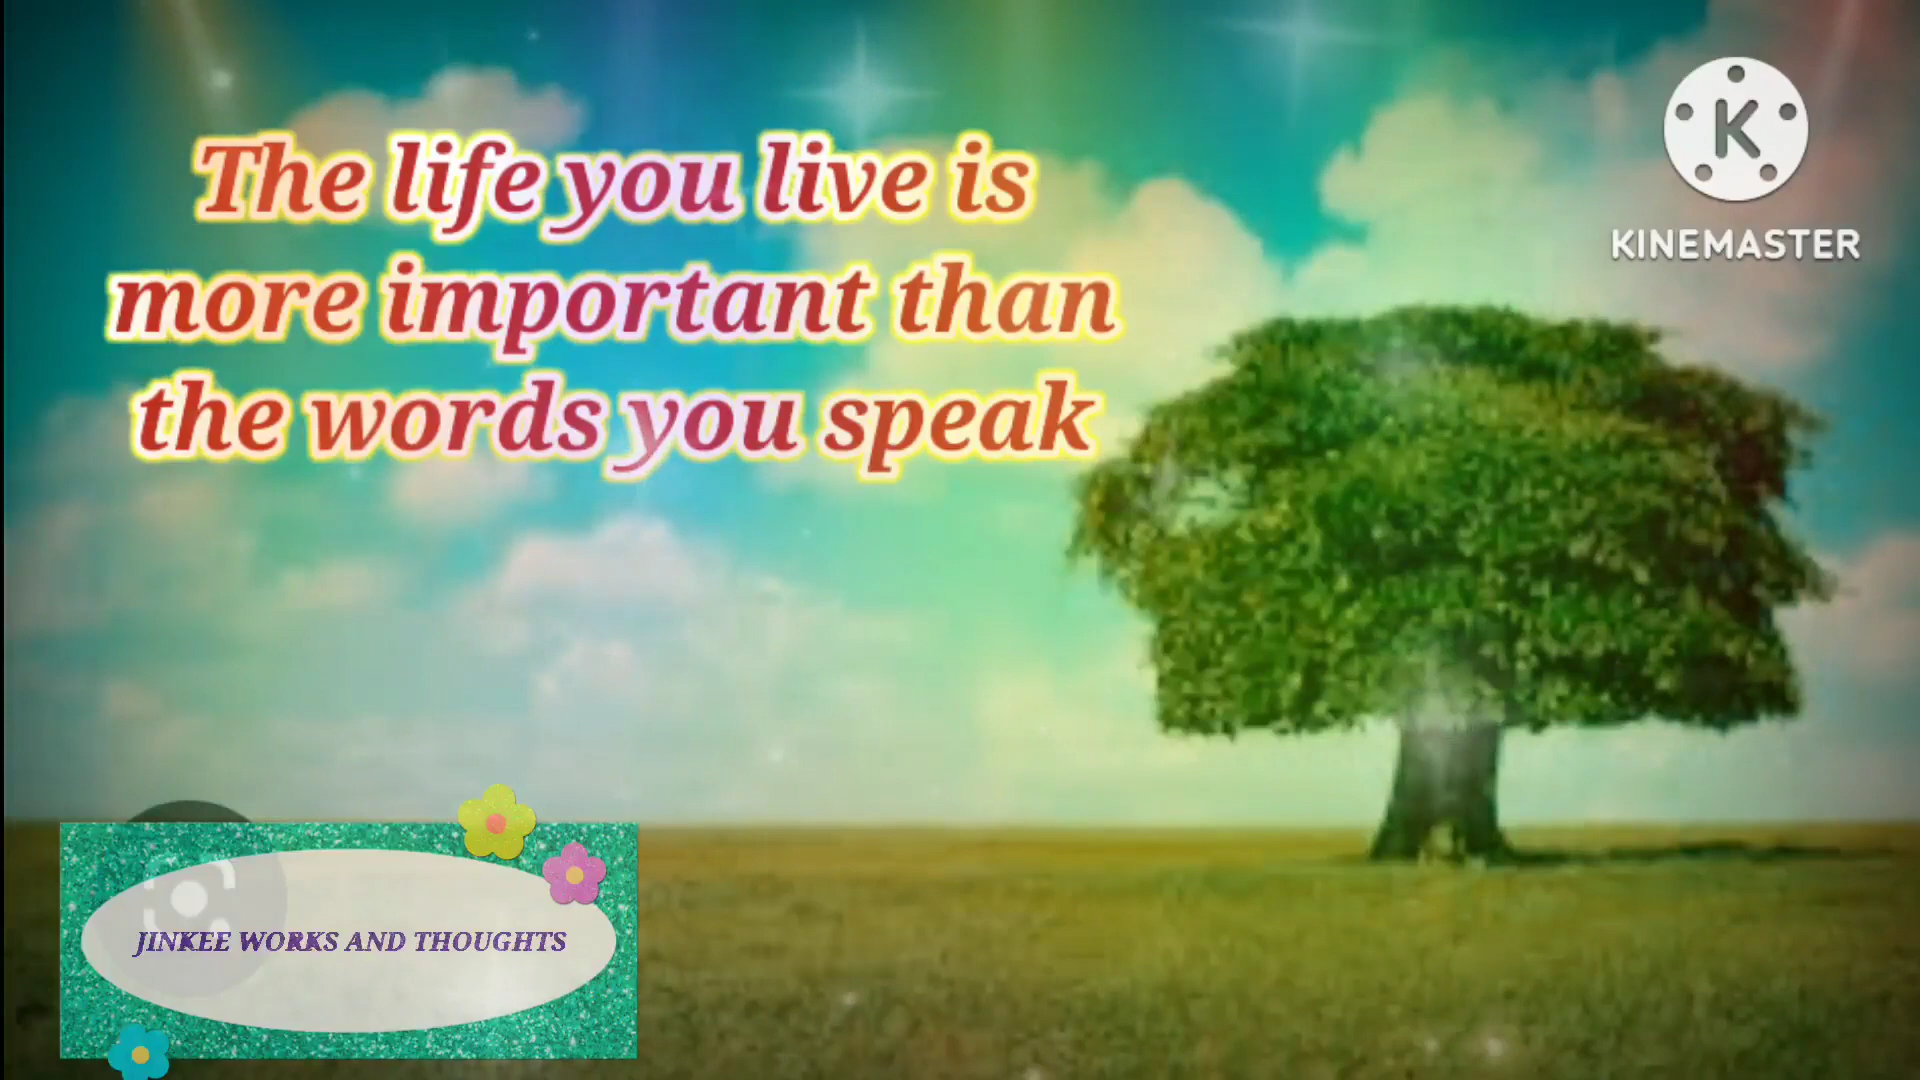 The life you live is
more important than
the words you speak
K
KINEMASTER
JINKEE WORKS AND THOUGHTS